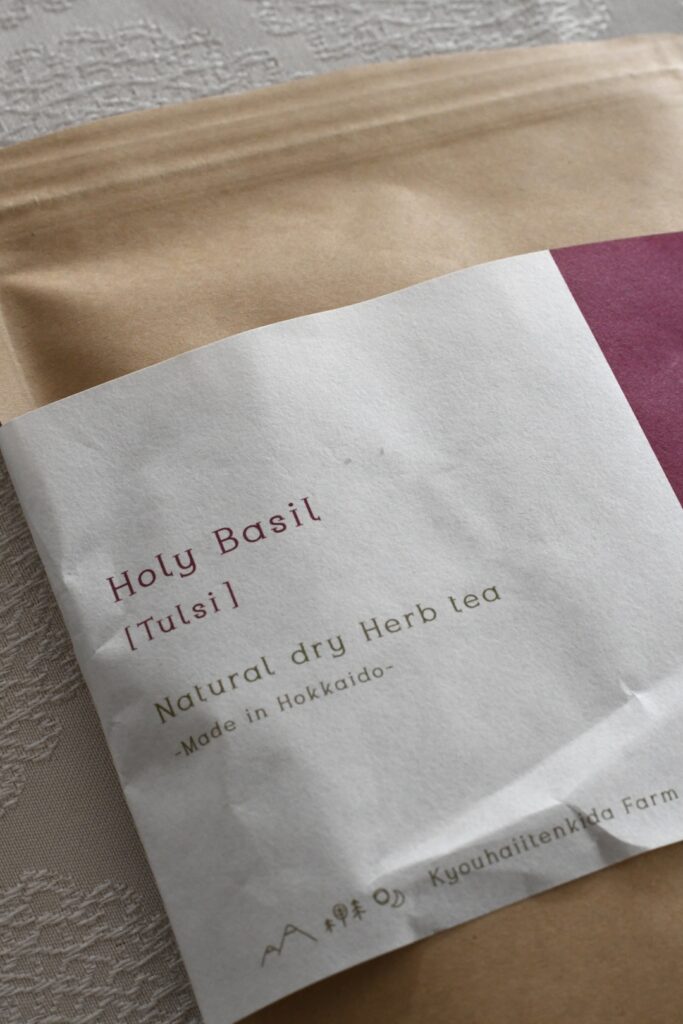 Holy Basil
[Tulsi]
Natural dry Herb tea
-Made in Hokkaido-
Kyouhaiitenkida Farm